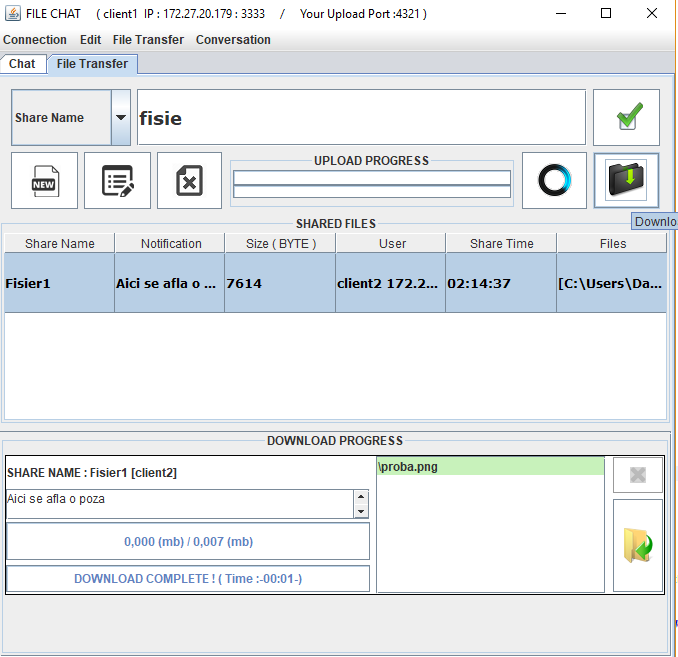 FILE CHAT ( client1 IP : 172.27.20.179 : 3333 / Your Upload Port :4321 )
Connection Edit File Transfer Conversation
Chat File Transfer
Share Name fisie
NEW
UPLOAD PROGRESS
Downlo
SHARED FILES
Share Name Notification Size ( BYTE ) User Share Time Files
Fisier1 Aici se afla o ... 7614 client2 172.2... 02:14:37 [C:\Users\Da...
DOWNLOAD PROGRESS
SHARE NAME : Fisier1 [client2]
\proba.png
Aici se afla o poza
0,000 (mb) / 0,007 (mb)
DOWNLOAD COMPLETE ! ( Time :-00:01-)